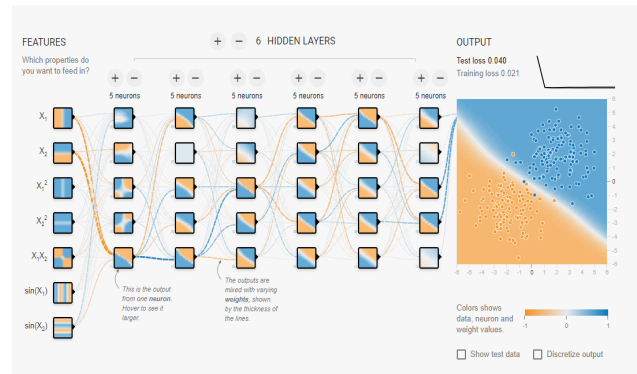 FEATURES
+ − 6 HIDDEN LAYERS
OUTPUT
Which properties do
you want to feed in?
Test loss 0.040
Training loss 0.021
+ − + − + − + − + − + −
5 neurons 5 neurons 5 neurons 5 neurons 5 neurons 5 neurons
X₁
X₂
X₁²
X₂²
X₁X₂
sin(X₁)
sin(X₂)
This is the output
from one neuron.
Hover to see it
larger.
The outputs are
mixed with varying
weights, shown
by the thickness of
the lines.
6
5
4
3
2
1
0
-1
-2
-3
-4
-5
-6
-6 -5 -4 -3 -2 -1 0 1 2 3 4 5 6
Colors shows
data, neuron and
weight values.
-1 0 1
Show test data Discretize output